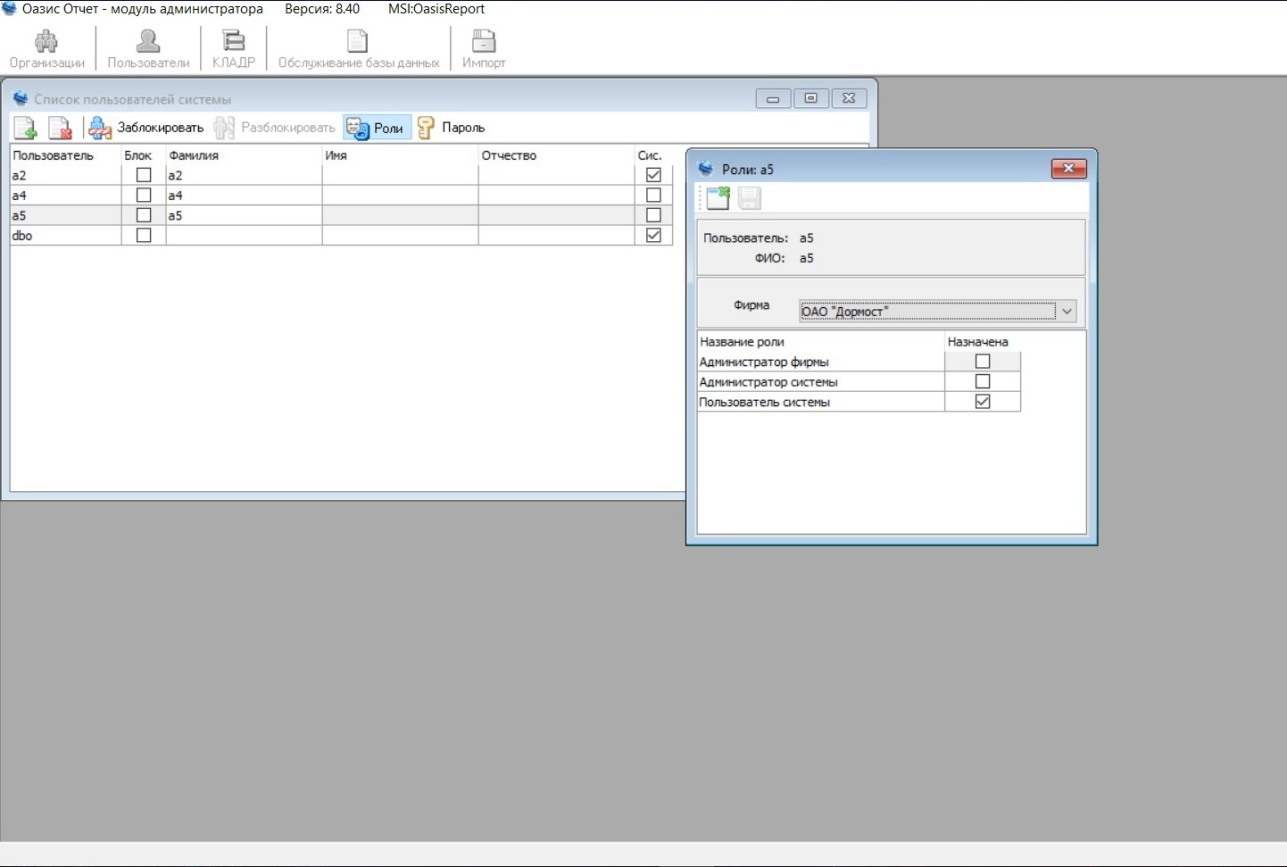 Оазис Отчет - модуль администратора Версия: 8.40 MSI:OasisReport
Организации Пользователи КЛАДР Обслуживание базы данных Импорт
Список пользователей системы
Заблокировать Разблокировать Роли Пароль
Пользователь Блок Фамилия Имя Отчество Сис.
a2 a2
a4 a4
a5 a5
dbo
Роли: a5
Пользователь: a5
ФИО: a5
Фирма ОАО "Дормост"
Название роли Назначена
Администратор фирмы
Администратор системы
Пользователь системы